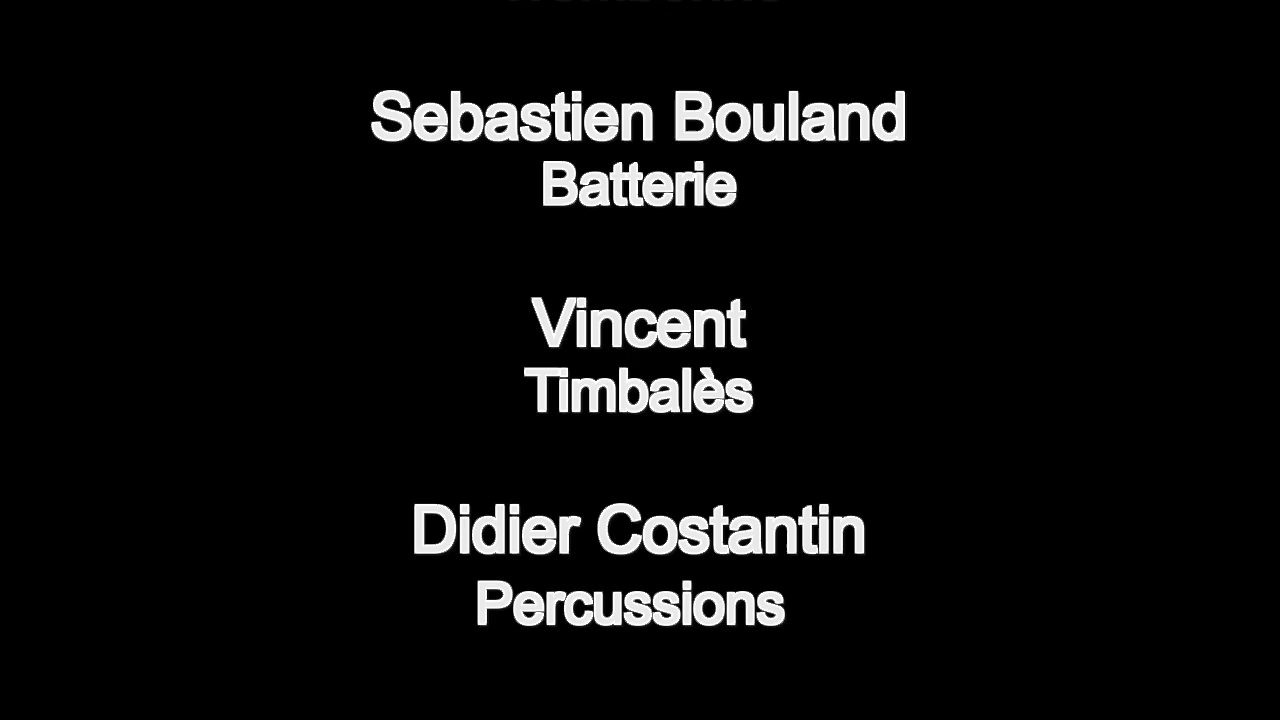 Sebastien Bouland
Batterie
Vincent
Timbalès
Didier Costantin
Percussions